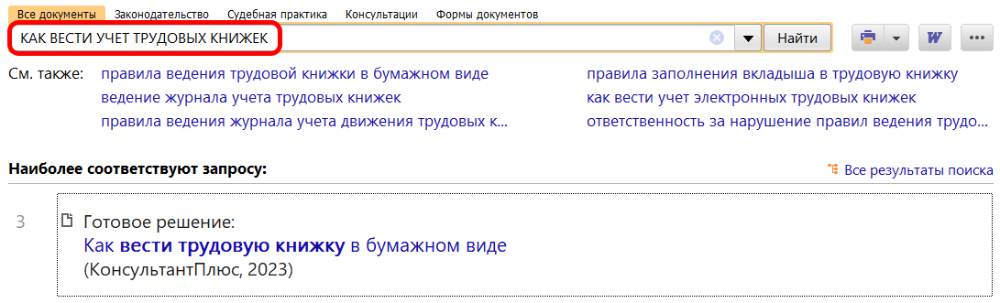 Все документы Законодательство Судебная практика Консультации Формы документов
КАК ВЕСТИ УЧЕТ ТРУДОВЫХ КНИЖЕК Найти W
См. также: правила ведения трудовой книжки в бумажном виде правила заполнения вкладыша в трудовую книжку
ведение журнала учета трудовых книжек как вести учет электронных трудовых книжек
правила ведения журнала учета движения трудовых к... ответственность за нарушение правил ведения трудо...
Наиболее соответствуют запросу: Все результаты поиска
3 Готовое решение:
Как вести трудовую книжку в бумажном виде
(КонсультантПлюс, 2023)